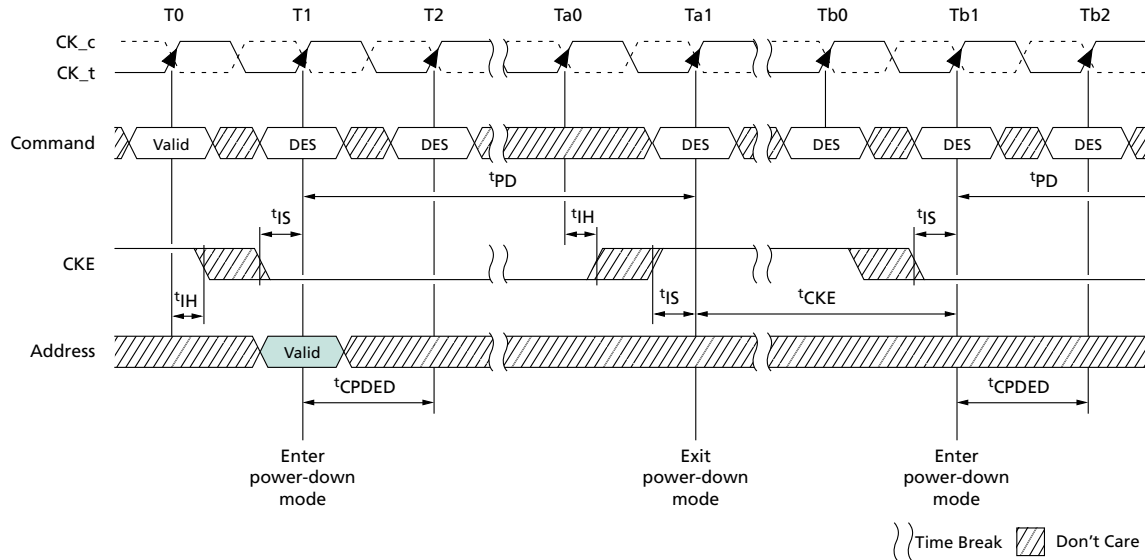 T0 T1 T2 Ta0 Ta1 Tb0 Tb1 Tb2
CK_c
CK_t
Command Valid DES DES DES DES DES DES
tPD tPD
tIS tIH tIS
CKE
tIH tIS tCKE
Address Valid
tCPDED tCPDED
Enter power-down mode
Exit power-down mode
Enter power-down mode
Time Break Don't Care